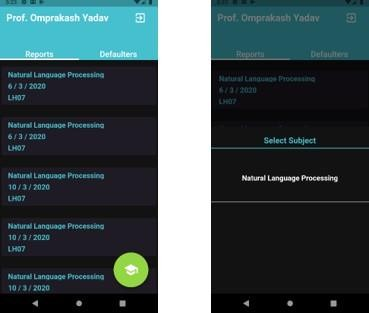 5:23
Prof. Omprakash Yadav
Reports Defaulters
Natural Language Processing
6 / 3 / 2020
LH07
Natural Language Processing
6 / 3 / 2020
LH07
Natural Language Processing
10 / 3 / 2020
LH07
Natural Language Processing
10 / 3 / 2020
LH07
Natural Language Processing
10 / 3 / 2020
Prof. Omprakash Yadav
Reports Defaulters
Natural Language Processing
6 / 3 / 2020
LH07
Select Subject
Natural Language Processing